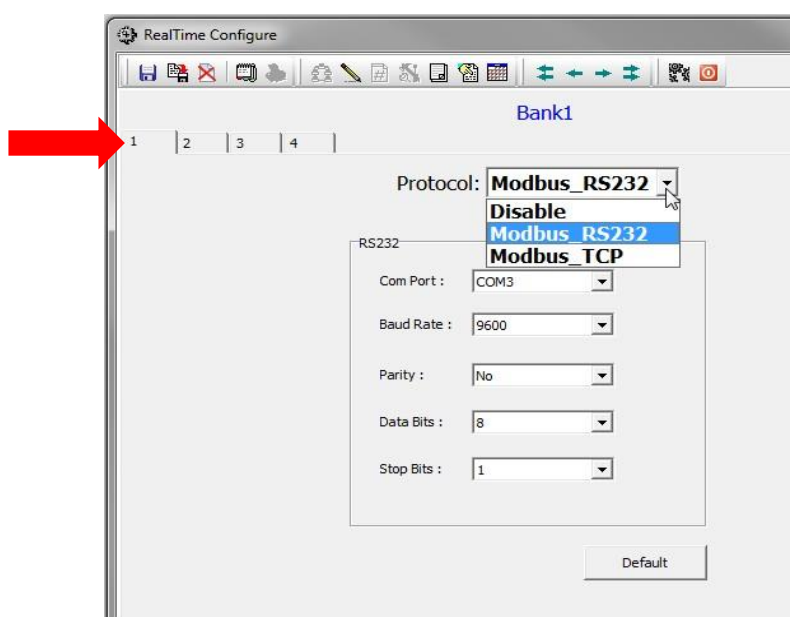 RealTime Configure
Bank1
1 2 3 4
Protocol: Modbus_RS232
Disable
Modbus_RS232
Modbus_TCP
RS232
Com Port : COM3
Baud Rate : 9600
Parity : No
Data Bits : 8
Stop Bits : 1
Default